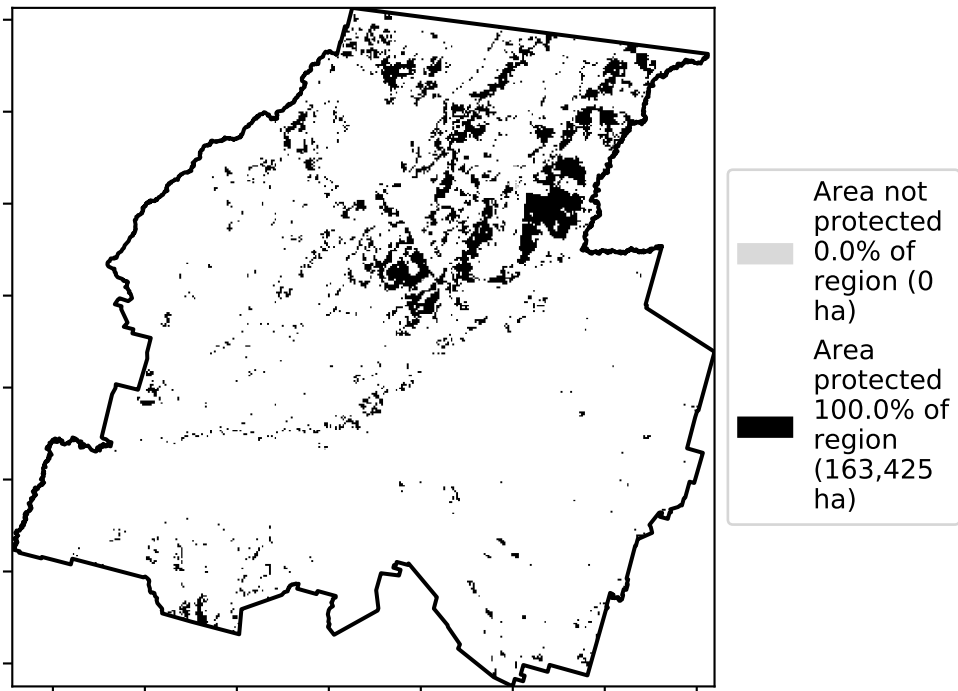 Area not
protected
0.0% of
region (0
ha)
Area
protected
100.0% of
region
(163,425
ha)